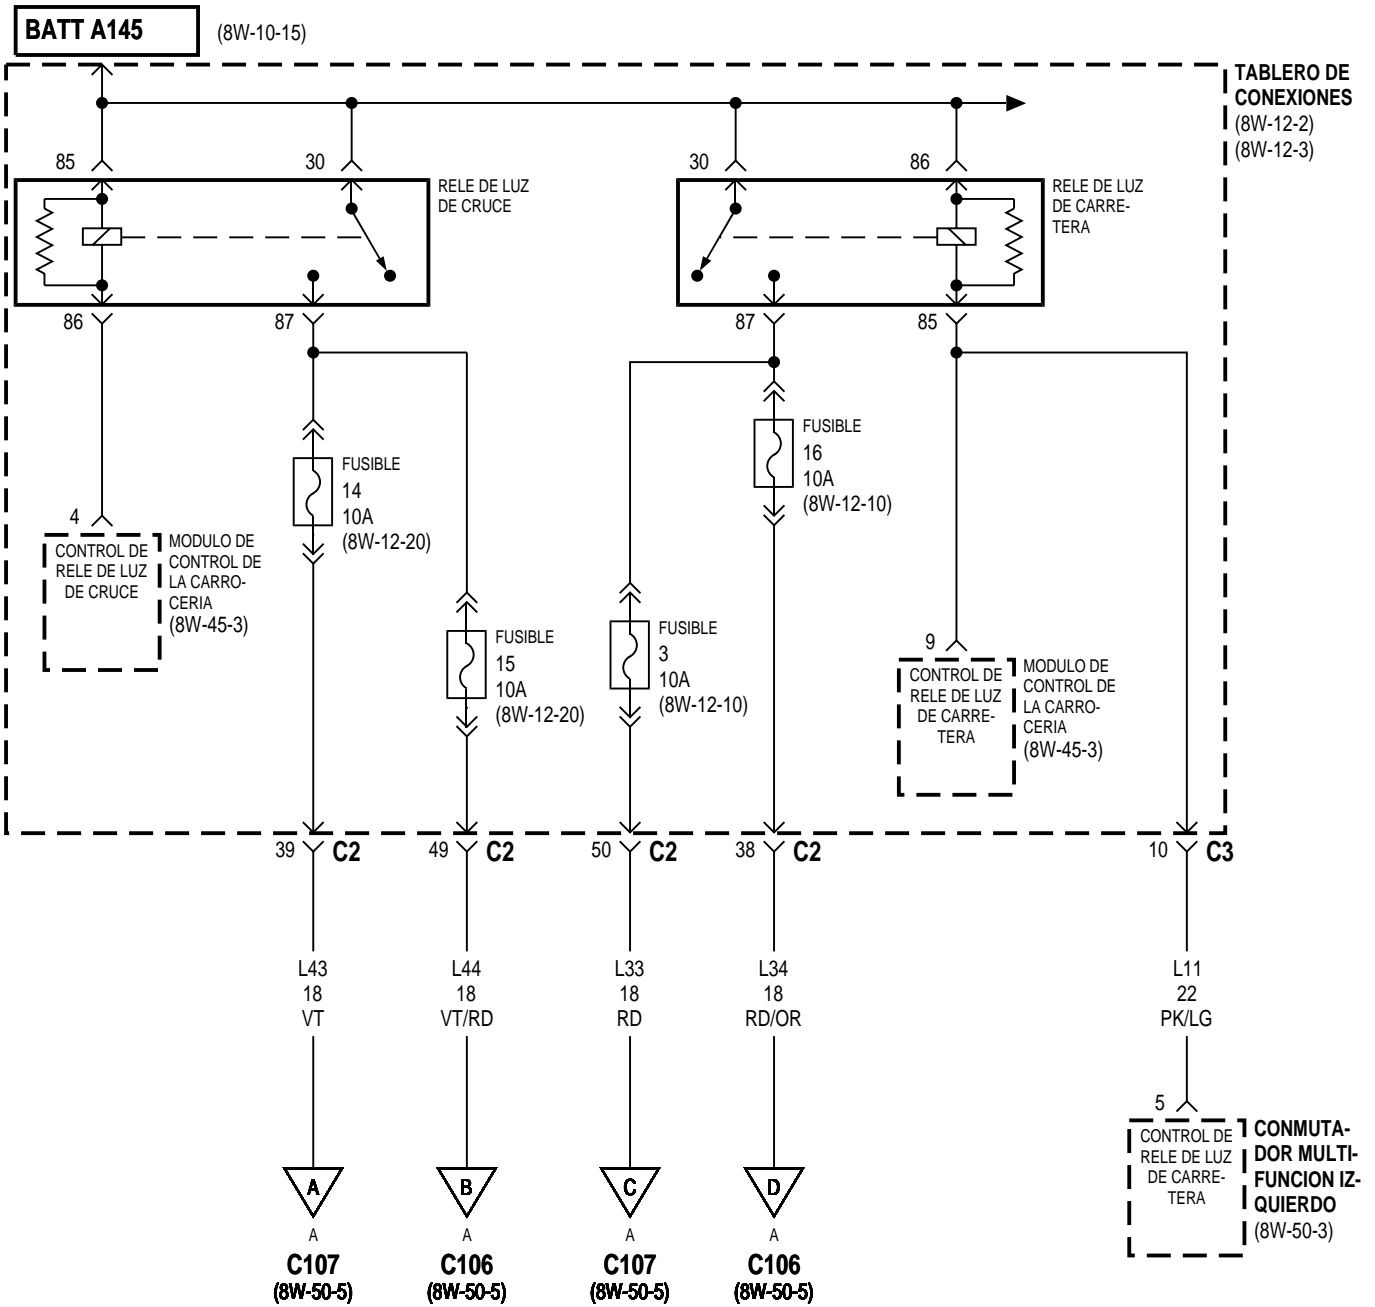 BATT A145
(8W-10-15)
TABLERO DE
CONEXIONES
(8W-12-2)
(8W-12-3)
85
30
30
86
RELE DE LUZ
DE CRUCE
RELE DE LUZ
DE CARRE-
TERA
86
87
87
85
FUSIBLE
16
10A
(8W-12-10)
FUSIBLE
14
10A
(8W-12-20)
4
CONTROL DE
RELE DE LUZ
DE CRUCE
MODULO DE
CONTROL DE
LA CARRO-
CERIA
(8W-45-3)
FUSIBLE
15
10A
(8W-12-20)
FUSIBLE
3
10A
(8W-12-10)
9
CONTROL DE
RELE DE LUZ
DE CARRE-
TERA
MODULO DE
CONTROL DE
LA CARRO-
CERIA
(8W-45-3)
39 C2
49 C2
50 C2
38 C2
10 C3
L43
18
VT
L44
18
VT/RD
L33
18
RD
L34
18
RD/OR
L11
22
PK/LG
5
CONTROL DE
RELE DE LUZ
DE CARRE-
TERA
CONMUTA-
DOR MULTI-
FUNCION IZ-
QUIERDO
(8W-50-3)
A
A
C107
(8W-50-5)
B
A
C106
(8W-50-5)
C
A
C107
(8W-50-5)
D
A
C106
(8W-50-5)